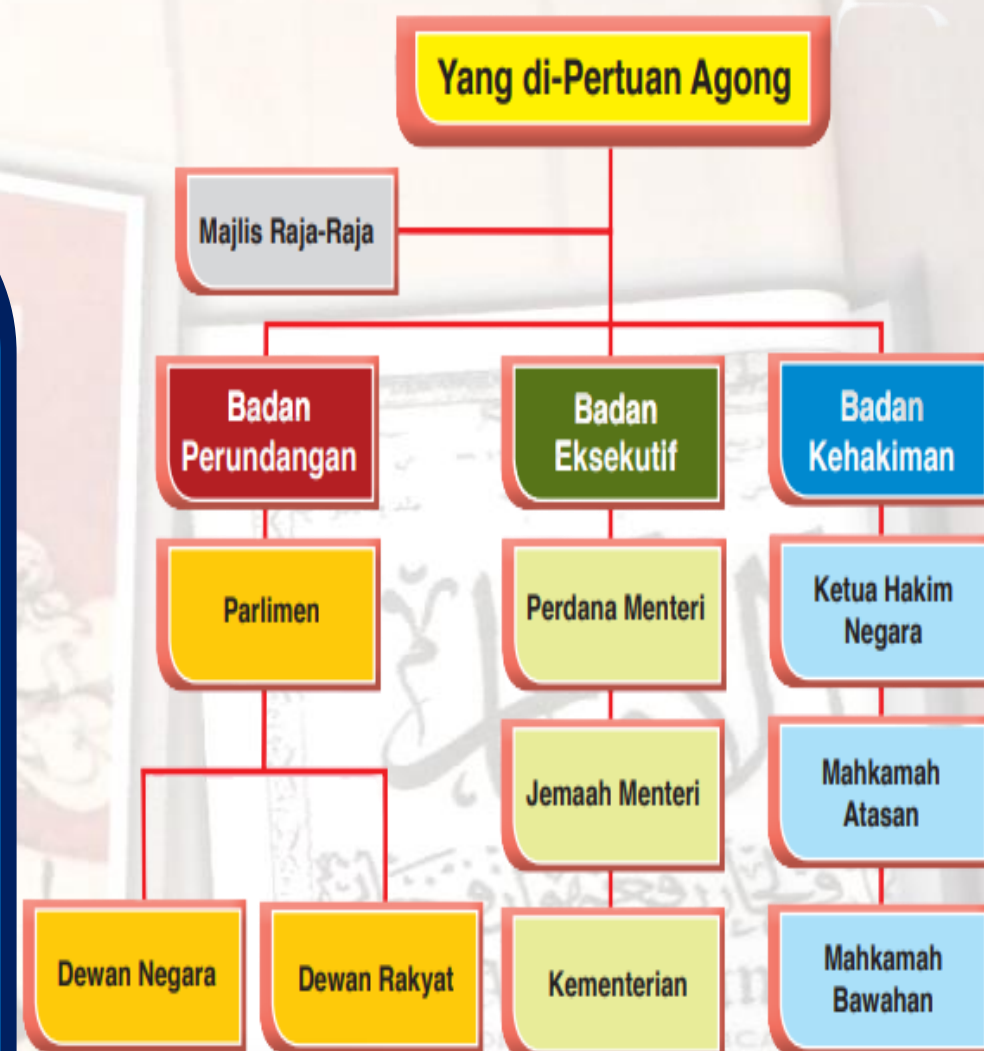 Yang di-Pertuan Agong
Majlis Raja-Raja
Badan
Perundangan
Badan
Eksekutif
Badan
Kehakiman
Parlimen
Perdana Menteri
Ketua Hakim
Negara
Jemaah Menteri
Mahkamah
Atasan
Dewan Negara
Dewan Rakyat
Kementerian
Mahkamah
Bawahan